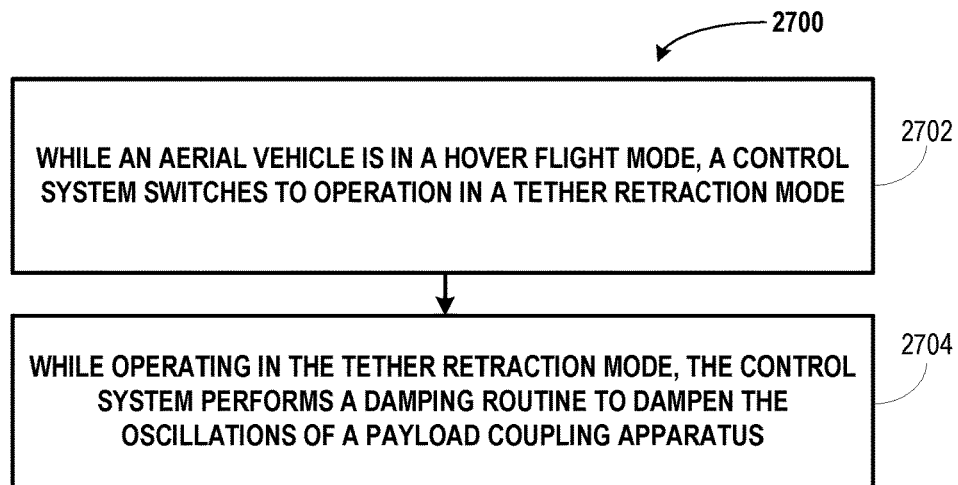 2700
WHILE AN AERIAL VEHICLE IS IN A HOVER FLIGHT MODE, A CONTROL
SYSTEM SWITCHES TO OPERATION IN A TETHER RETRACTION MODE
2702
WHILE OPERATING IN THE TETHER RETRACTION MODE, THE CONTROL
SYSTEM PERFORMS A DAMPING ROUTINE TO DAMPEN THE
OSCILLATIONS OF A PAYLOAD COUPLING APPARATUS
2704